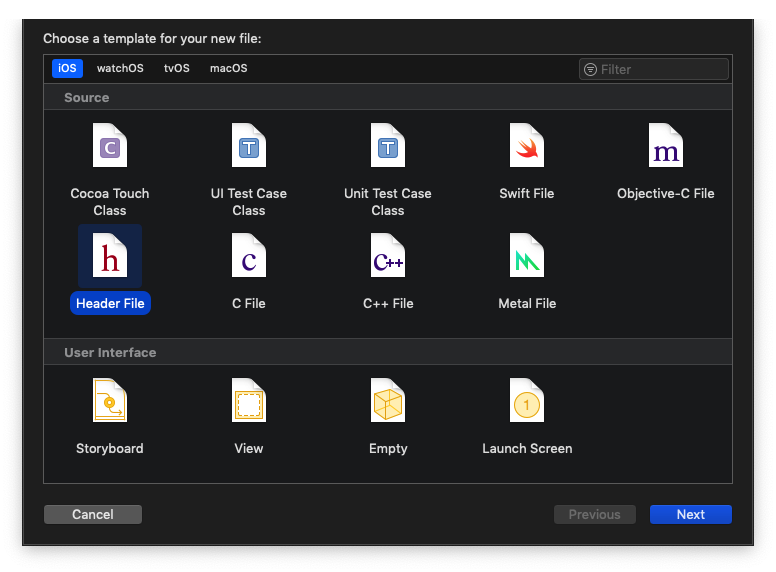 Choose a template for your new file:
iOS watchOS tvOS macOS Filter
Source
C T T m
Cocoa Touch Class
UI Test Case Class
Unit Test Case Class
Swift File
Objective-C File
h c c++
Header File
C File
C++ File
Metal File
User Interface
1
Storyboard
View
Empty
Launch Screen
Cancel Previous Next